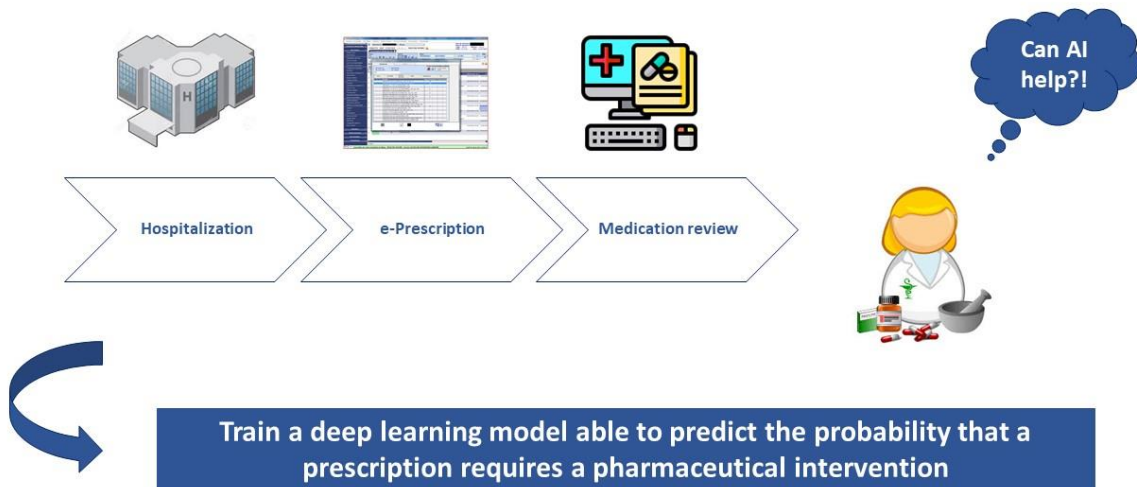 Can AI
help?!
H
Hospitalization
e-Prescription
Medication review
Train a deep learning model able to predict the probability that a
prescription requires a pharmaceutical intervention